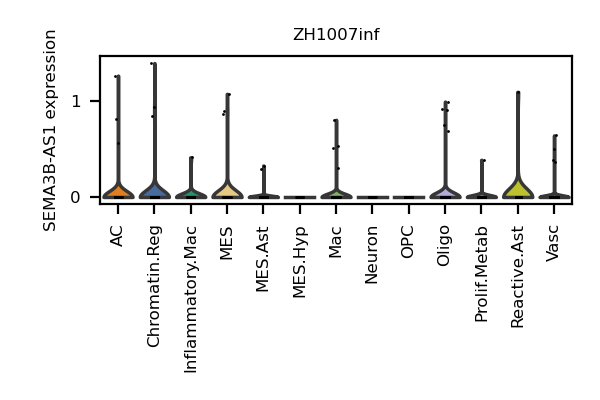 ZH1007inf
SEMA3B-AS1 expression
1
0
AC
Chromatin.Reg
Inflammatory.Mac
MES
MES.Ast
MES.Hyp
Mac
Neuron
OPC
Oligo
Prolif.Metab
Reactive.Ast
Vasc